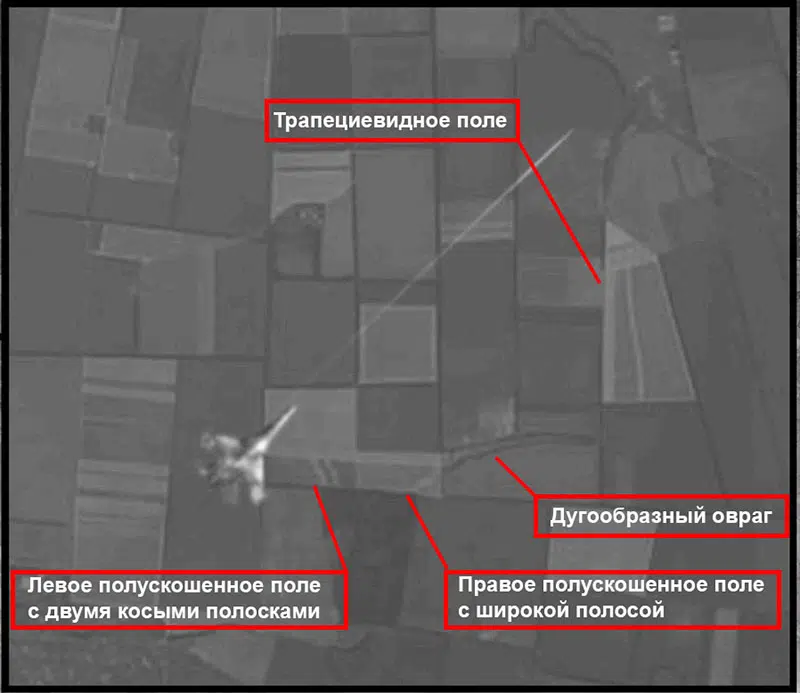 Трапециевидное поле
Дугообразный овраг
Левое полускошенное поле
с двумя косыми полосками
Правое полускошенное поле
с широкой полосой